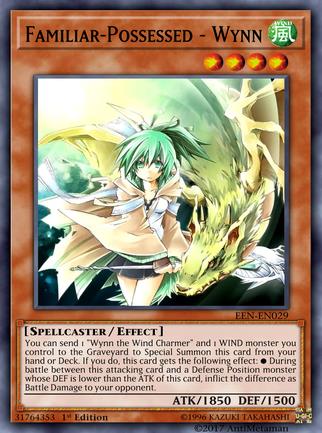 Familiar-Possessed - Wynn
WIND
風
EEN-EN029
[Spellcaster / Effect]
You can send 1 "Wynn the Wind Charmer" and 1 WIND monster
you control to the Graveyard to Special Summon this card from your
hand or Deck. If you do, this card gets the following effect: ● During
battle between this attacking card and a Defense Position monster
whose DEF is lower than the ATK of this card, inflict the difference as
Battle Damage to your opponent.
ATK/1850 DEF/1500
31764353 1st Edition ©1996 KAZUKI TAKAHASHI
©2017 AntiMetaman